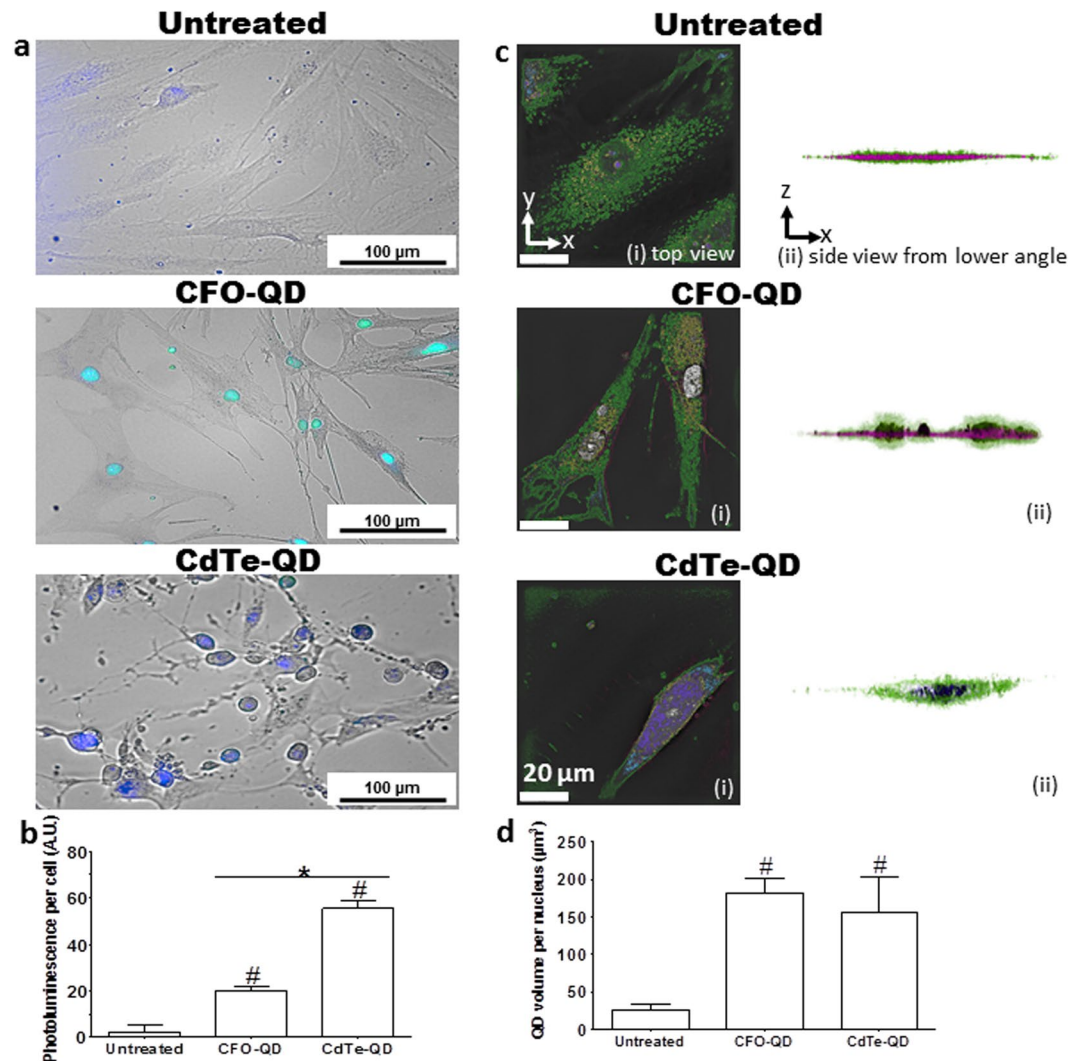 a
Untreated
100 µm
CFO-QD
100 µm
CdTe-QD
100 µm
b
Photoluminescence per cell (A.U.)
80
60
40
20
0
*
#
#
Untreated
CFO-QD
CdTe-QD
c
Untreated
y
x
(i) top view
z
x
(ii) side view from lower angle
CFO-QD
(i)
(ii)
CdTe-QD
20 µm
(i)
(ii)
d
QD volume per nucleus (µm³)
250
200
150
100
50
0
#
#
Untreated
CFO-QD
CdTe-QD